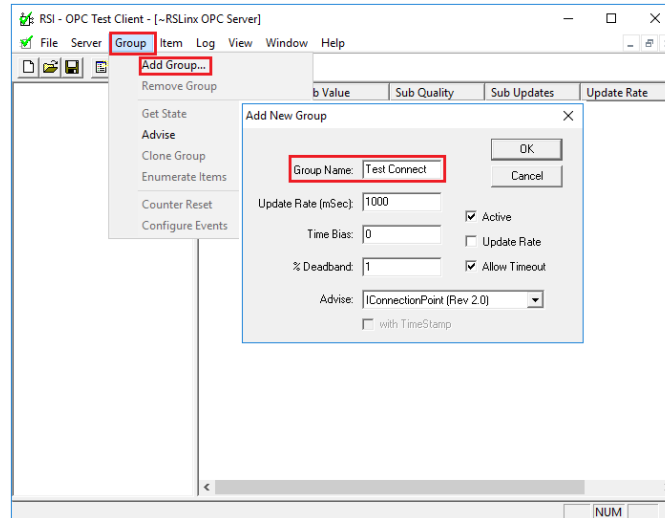 RSI - OPC Test Client - [~RSLinx OPC Server]
File Server Group Item Log View Window Help
Add Group...
Remove Group
Get State
Advise
Clone Group
Enumerate Items
Counter Reset
Configure Events
b Value Sub Quality Sub Updates Update Rate
Add New Group
Group Name: Test Connect
Update Rate (mSec): 1000
Time Bias: 0
% Deadband: 1
Advise: IConnectionPoint (Rev 2.0)
with TimeStamp
OK
Cancel
Active
Update Rate
Allow Timeout
NUM